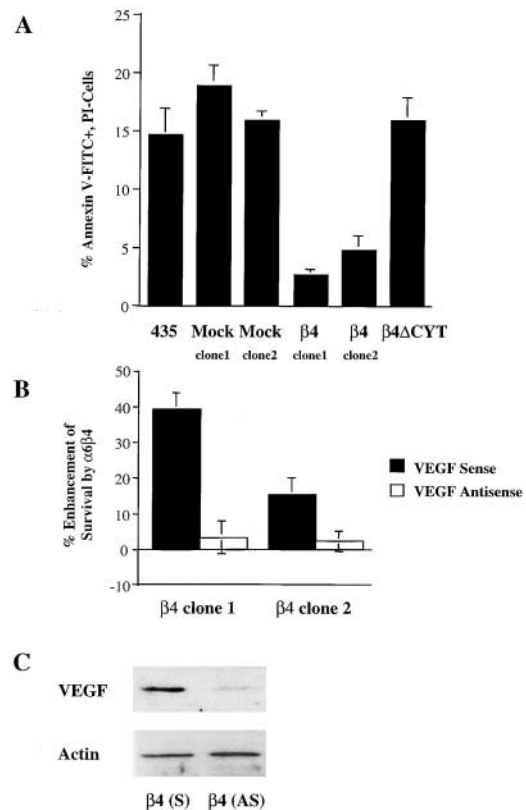 A
% Annexin V-FITC+, PI-Cells
25
20
15
10
5
0
435 Mock Mock β4 β4 β4ΔCYT
clone1 clone2 clone1 clone2
B
% Enhancement of
Survival by α6β4
50
40
30
20
10
0
-10
VEGF Sense
VEGF Antisense
β4 clone 1 β4 clone 2
C
VEGF
Actin
β4 (S) β4 (AS)